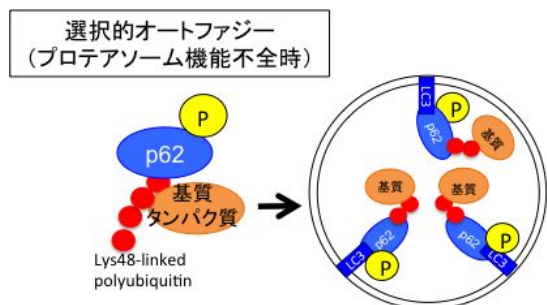 選択的オートファジー
（プロテアソーム機能不全時）
P
p62
基質
タンパク質
Lys48-linked
polyubiquitin
LC3
P
p62
基質
基質
基質
p62
LC3
P
p62
P
LC3